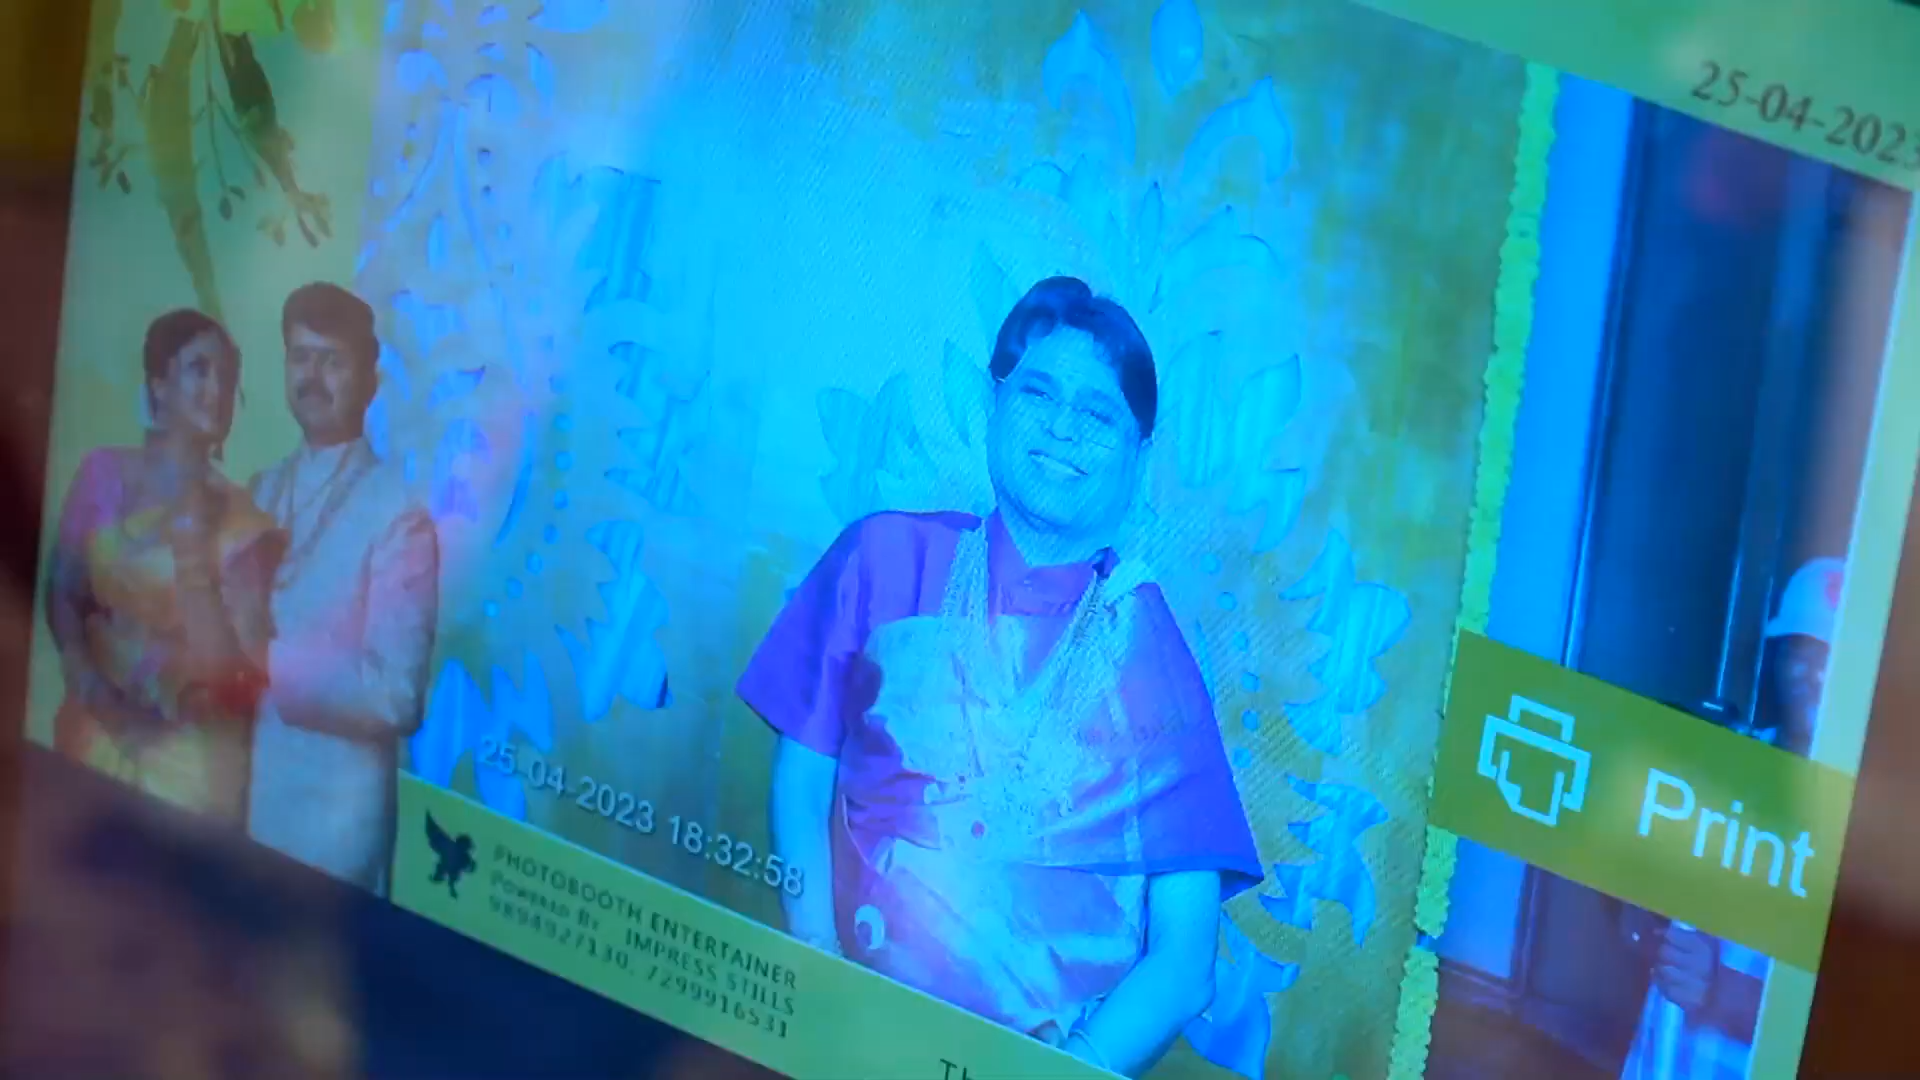 25-04-2023
25-04-2023 18:32:58
Print
PHOTOBOOTH ENTERTAINER
POWERED BY IMPRESS STILLS
9894927130, 7299916531